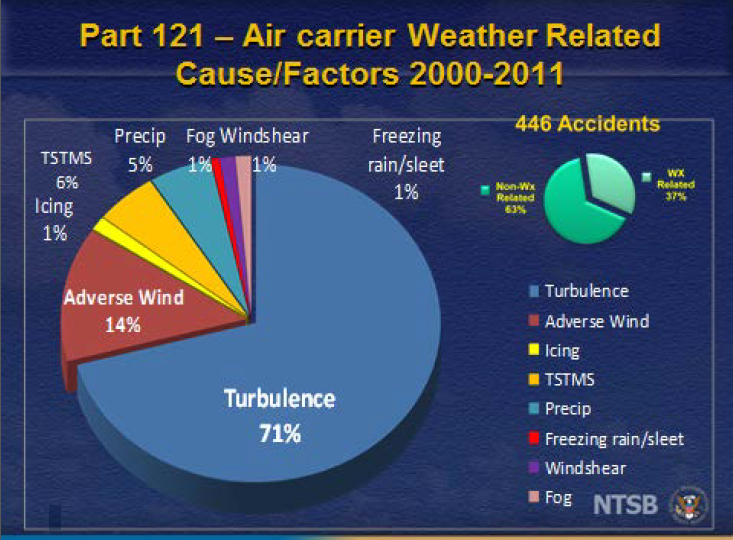 Part 121 – Air carrier Weather Related
Cause/Factors 2000-2011
446 Accidents
Precip
5%
Fog
1%
Windshear
1%
Freezing
rain/sleet
1%
TSTMS
6%
Icing
1%
Adverse Wind
14%
Turbulence
71%
Non-Wx
Related
63%
WX
Related
37%
Turbulence
Adverse Wind
Icing
TSTMS
Precip
Freezing rain/sleet
Windshear
Fog
NTSB